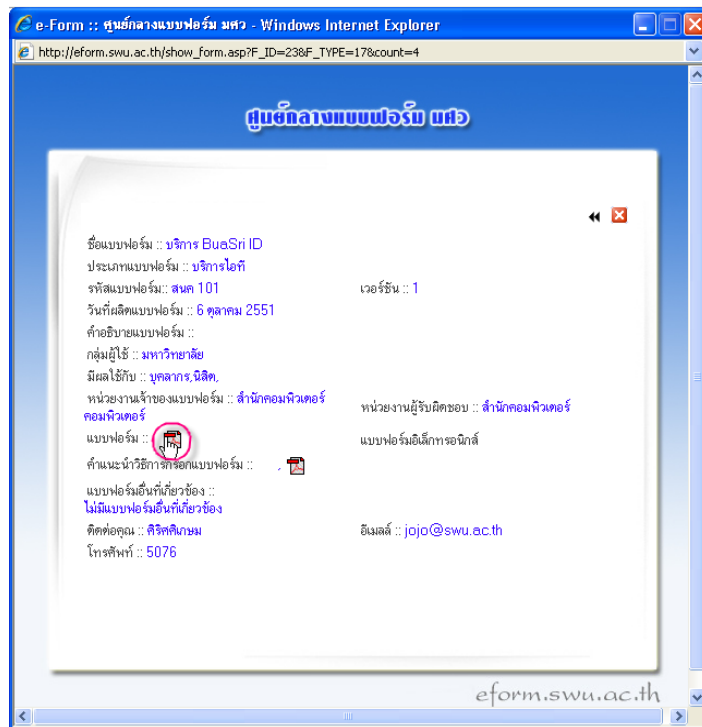 e-Form :: ศูนย์กลางแบบฟอร์ม มศว - Windows Internet Explorer
http://eform.swu.ac.th/show_form.asp?F_ID=23&F_TYPE=17&count=4
ศูนย์กลางแบบฟอร์ม มศว
ชื่อแบบฟอร์ม :: บริการ BuaSri ID
ประเภทแบบฟอร์ม :: บริการไอที
รหัสแบบฟอร์ม:: สนค 101 เวอร์ชัน :: 1
วันที่ผลิตแบบฟอร์ม :: 6 ตุลาคม 2551
คำอธิบายแบบฟอร์ม ::
กลุ่มผู้ใช้ :: มหาวิทยาลัย
มีผลใช้กับ :: บุคลากร,นิสิต,
หน่วยงานเจ้าของแบบฟอร์ม :: สำนักคอมพิวเตอร์ หน่วยงานผู้รับผิดชอบ :: สำนักคอมพิวเตอร์
คอมพิวเตอร์
แบบฟอร์ม :: แบบฟอร์มอิเล็กทรอนิกส์
คำแนะนำวิธีการกรอกแบบฟอร์ม :: ,
แบบฟอร์มอื่นที่เกี่ยวข้อง ::
ไม่มีแบบฟอร์มอื่นที่เกี่ยวข้อง
ติดต่อคุณ :: ศิริศศิเกษม อีเมลล์ :: jojo@swu.ac.th
โทรศัพท์ :: 5076
eform.swu.ac.th